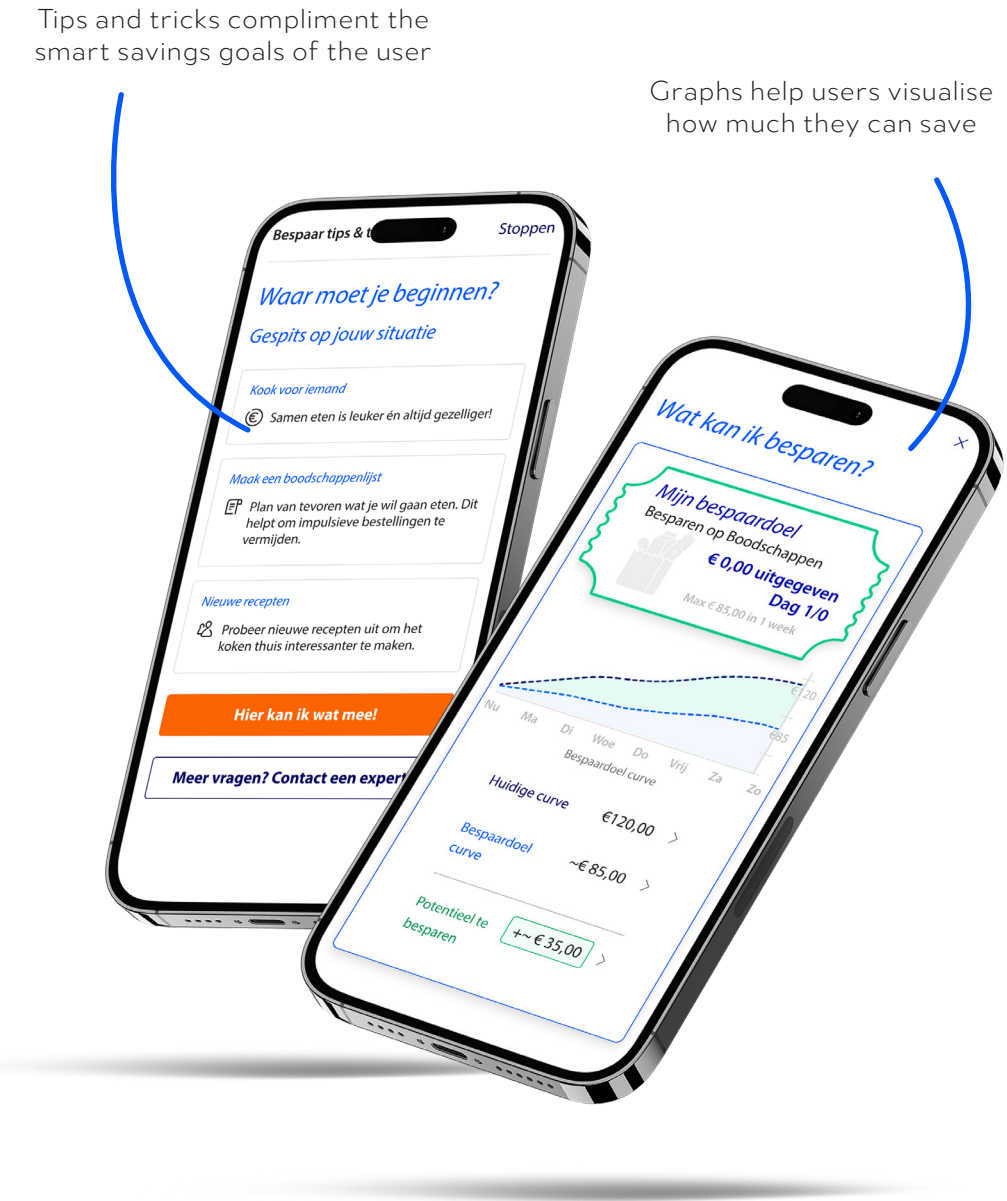 Tips and tricks compliment the
smart savings goals of the user
Graphs help users visualise
how much they can save
Bespaar tips & t
Stoppen
Waar moet je beginnen?
Gespits op jouw situatie
Kook voor iemand
Samen eten is leuker én altijd gezelliger!
Maak een boodschappenlijst
Plan van tevoren wat je wil gaan eten. Dit
helpt om impulsieve bestellingen te
vermijden.
Nieuwe recepten
Probeer nieuwe recepten uit om het
koken thuis interessanter te maken.
Hier kan ik wat mee!
Meer vragen? Contact een expert
Wat kan ik besparen?
Mijn bespaardoel
Besparen op Boodschappen
€ 0,00 uitgegeven
Dag 1/0
Max € 85,00 in 1 week
€120
€85
Nu Ma Di Woe Do Vrij Za Zo
Bespaardoel curve
Huidige curve €120,00
Bespaardoel
curve ~€ 85,00
Potentieel te
besparen +~ € 35,00